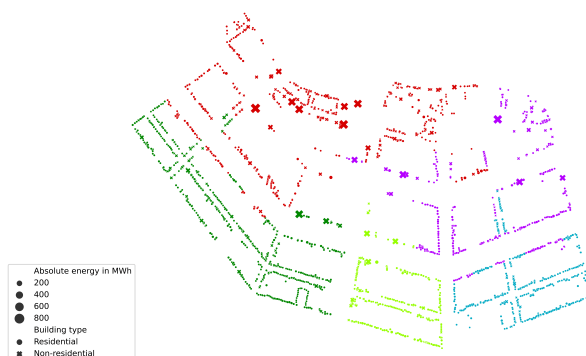 Absolute energy in MWh
200
400
600
800
Building type
Residential
Non-residential